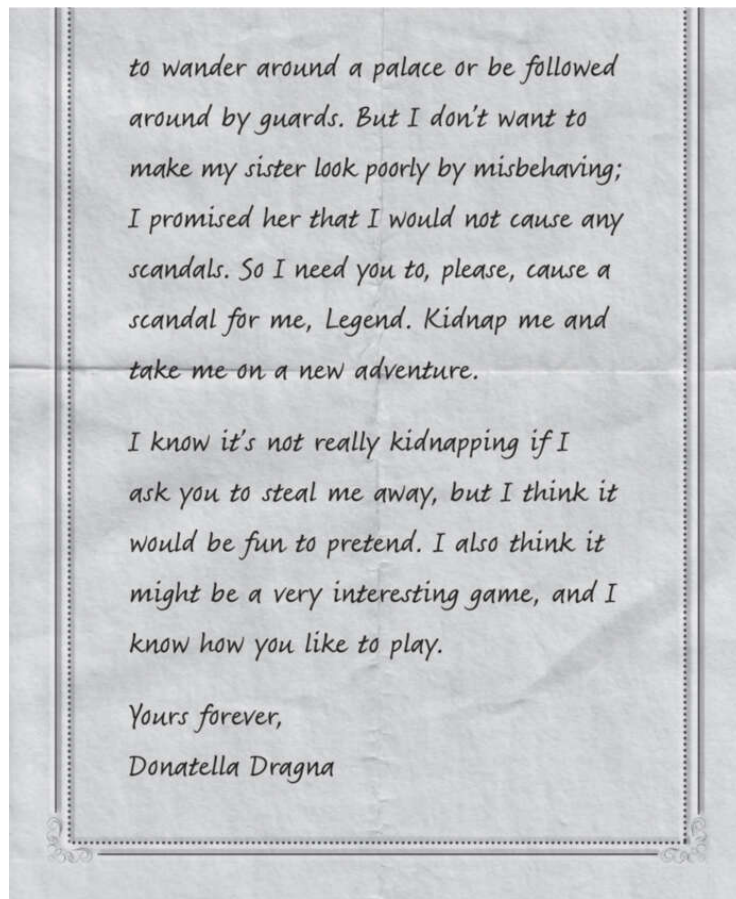 to wander around a palace or be followed
around by guards. But I don't want to
make my sister look poorly by misbehaving;
I promised her that I would not cause any
scandals. So I need you to, please, cause a
scandal for me, Legend. Kidnap me and
take me on a new adventure.
I know it's not really kidnapping if I
ask you to steal me away, but I think it
would be fun to pretend. I also think it
might be a very interesting game, and I
know how you like to play.
Yours forever,
Donatella Dragna